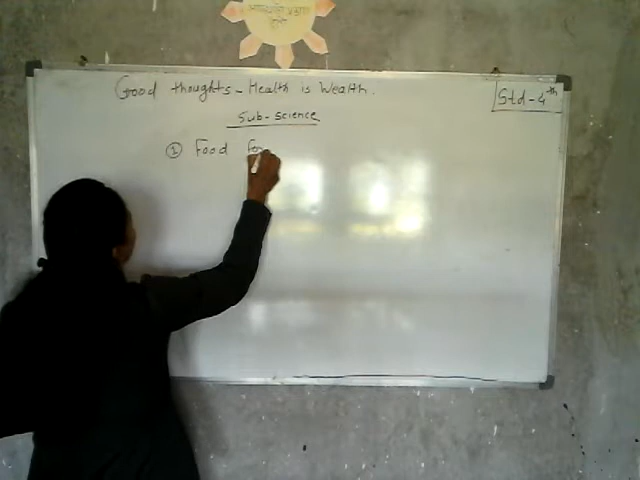 Good thoughts - Health is Wealth.
Std - 4th
Sub - science
① Food for